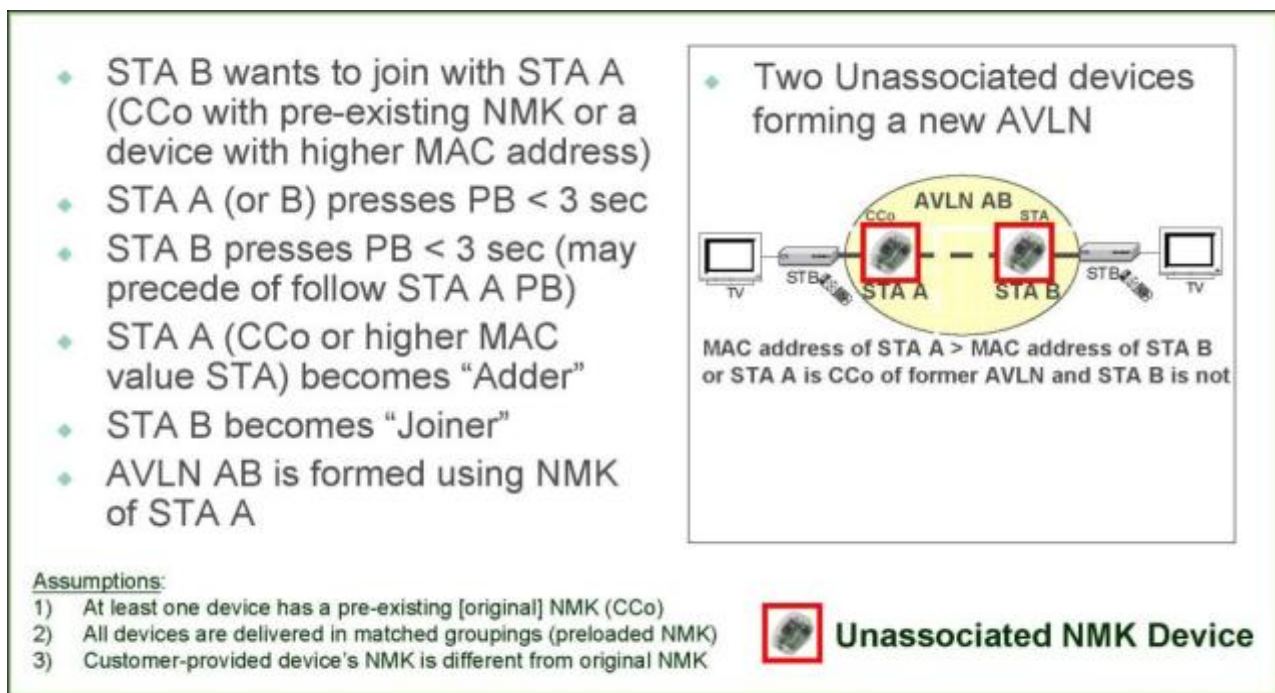 STA B wants to join with STA A
(CCo with pre-existing NMK or a
device with higher MAC address)
STA A (or B) presses PB < 3 sec
STA B presses PB < 3 sec (may
precede of follow STA A PB)
STA A (CCo or higher MAC
value STA) becomes “Adder”
STA B becomes “Joiner”
AVLN AB is formed using NMK
of STA A
Two Unassociated devices
forming a new AVLN
AVLN AB
CCo
STA
TV
STB
STA A
STA B
STB
TV
MAC address of STA A > MAC address of STA B
or STA A is CCo of former AVLN and STA B is not
Assumptions:
1) At least one device has a pre-existing [original] NMK (CCo)
2) All devices are delivered in matched groupings (preloaded NMK)
3) Customer-provided device's NMK is different from original NMK
Unassociated NMK Device